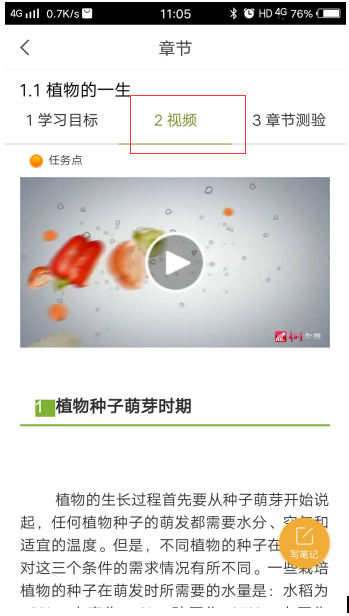 4G 0.7K/s 11:05 HD 4G 76%
章节
1.1 植物的一生
1 学习目标 2 视频 3 章节测验
任务点
1 植物种子萌芽时期
植物的生长过程首先要从种子萌芽开始说
起，任何植物种子的萌发都需要水分、空气和
适宜的温度。但是，不同植物的种子在
写笔记
对这三个条件的需求情况有所不同。一些栽培
植物的种子在萌发时所需要的水量是：水稻为